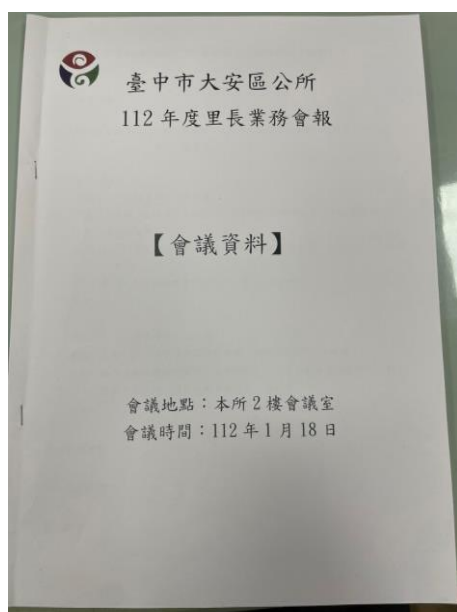 臺中市大安區公所
112年度里長業務會報
【會議資料】
會議地點：本所2樓會議室
會議時間：112年1月18日